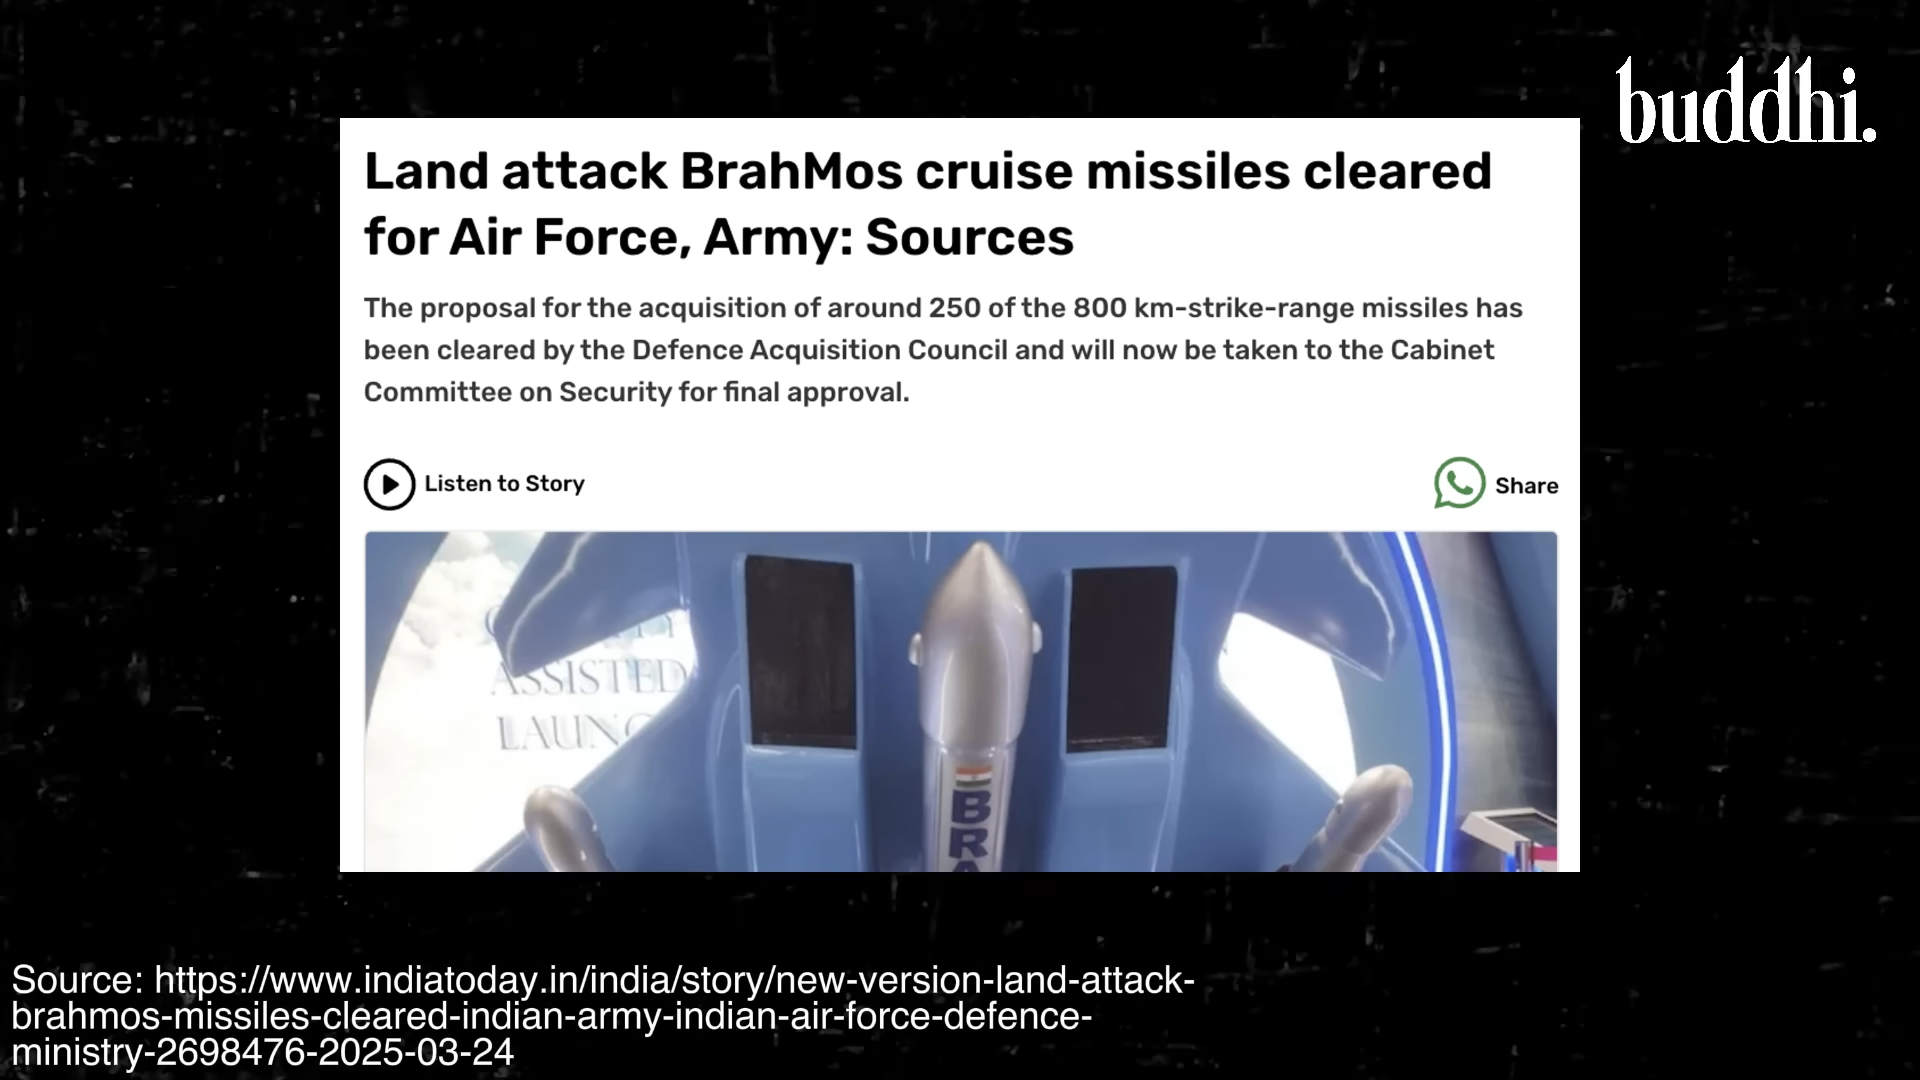 buddhi.
Land attack BrahMos cruise missiles cleared
for Air Force, Army: Sources
The proposal for the acquisition of around 250 of the 800 km-strike-range missiles has
been cleared by the Defence Acquisition Council and will now be taken to the Cabinet
Committee on Security for final approval.
Listen to Story
Share
ASSISTED
BRA
Source: https://www.indiatoday.in/india/story/new-version-land-attack-
brahmos-missiles-cleared-indian-army-indian-air-force-defence-
ministry-2698476-2025-03-24